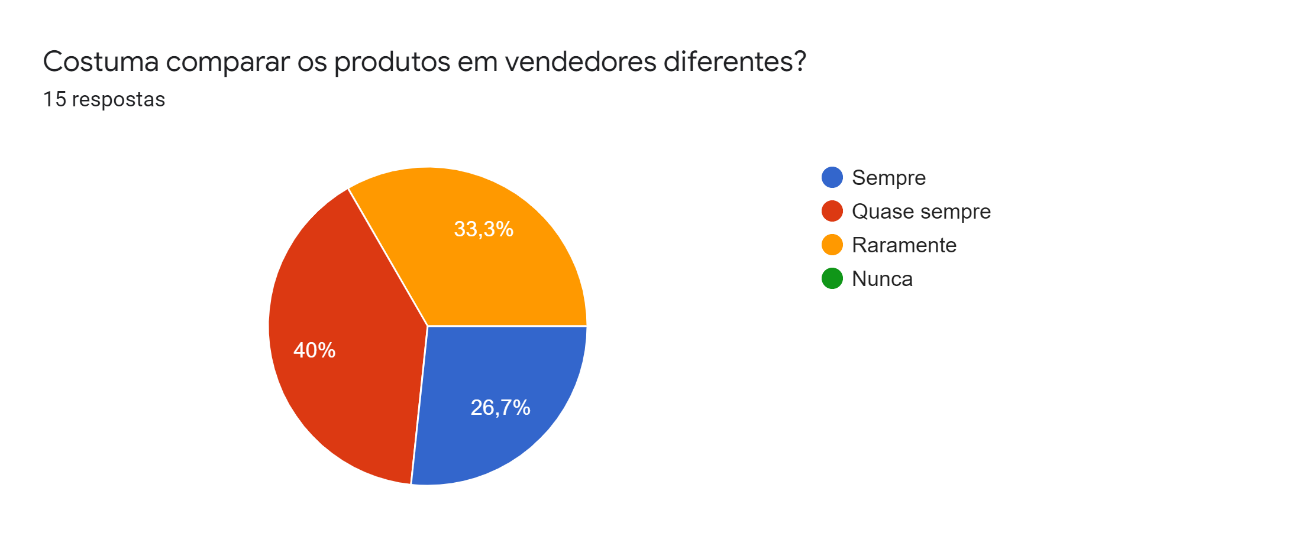 Costuma comparar os produtos em vendedores diferentes?
15 respostas
Sempre
Quase sempre
Raramente
Nunca
33,3%
40%
26,7%